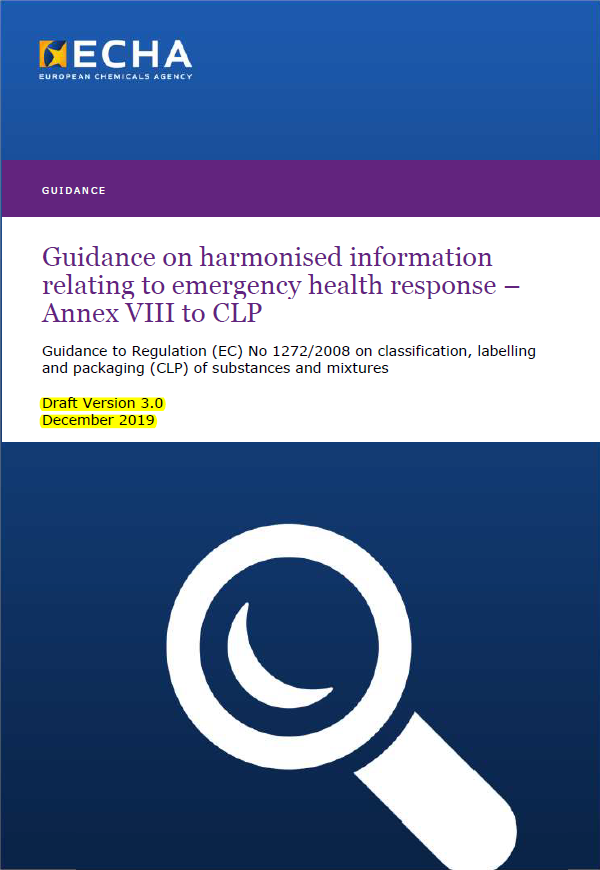 ECHA
EUROPEAN CHEMICALS AGENCY
GUIDANCE
Guidance on harmonised information
relating to emergency health response –
Annex VIII to CLP
Guidance to Regulation (EC) No 1272/2008 on classification, labelling
and packaging (CLP) of substances and mixtures
Draft Version 3.0
December 2019